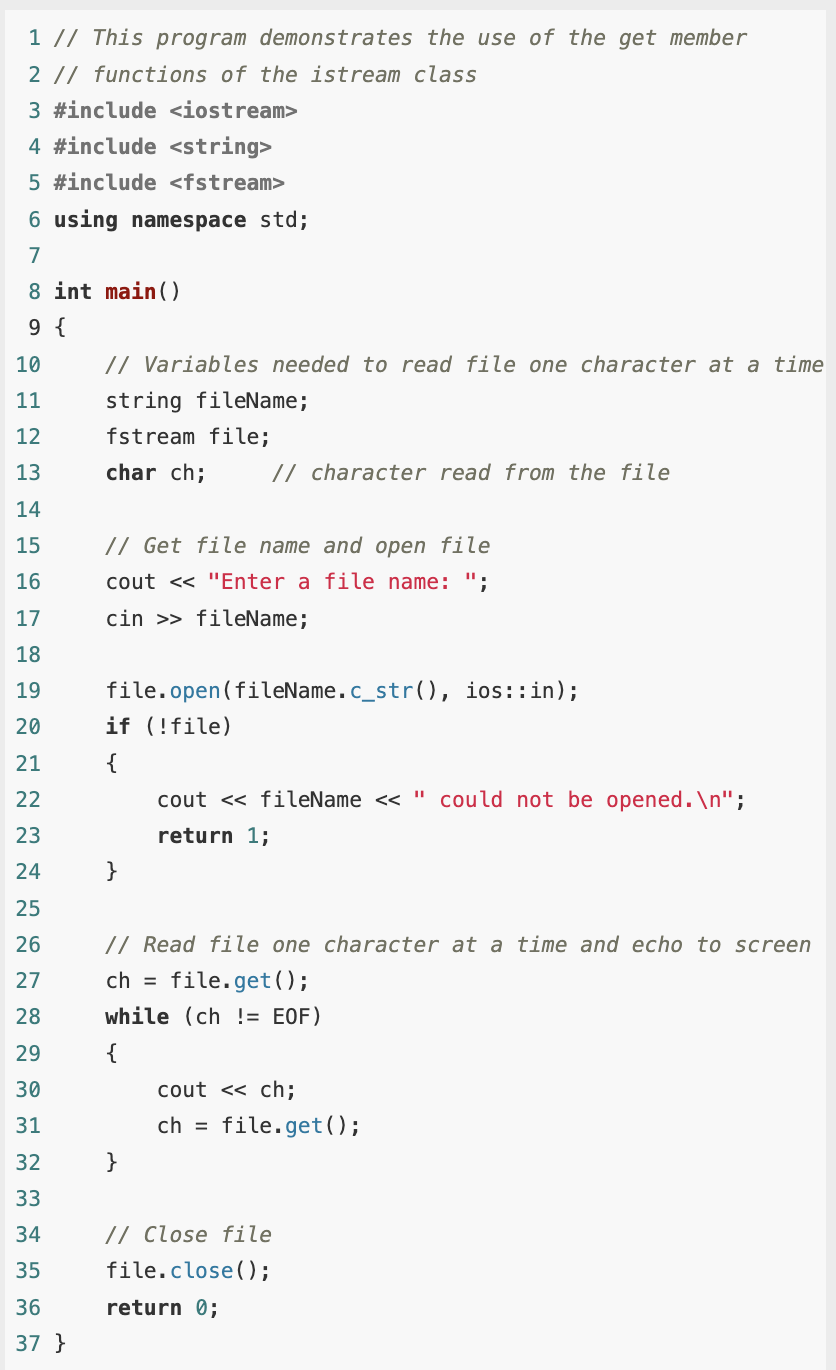 1 // This program demonstrates the use of the get member
2 // functions of the istream class
3 #include <iostream>
4 #include <string>
5 #include <fstream>
6 using namespace std;
7
8 int main()
9 {
10     // Variables needed to read file one character at a time
11     string fileName;
12     fstream file;
13     char ch;     // character read from the file
14
15     // Get file name and open file
16     cout << "Enter a file name: ";
17     cin >> fileName;
18
19     file.open(fileName.c_str(), ios::in);
20     if (!file)
21     {
22         cout << fileName << " could not be opened.\n";
23         return 1;
24     }
25
26     // Read file one character at a time and echo to screen
27     ch = file.get();
28     while (ch != EOF)
29     {
30         cout << ch;
31         ch = file.get();
32     }
33
34     // Close file
35     file.close();
36     return 0;
37 }